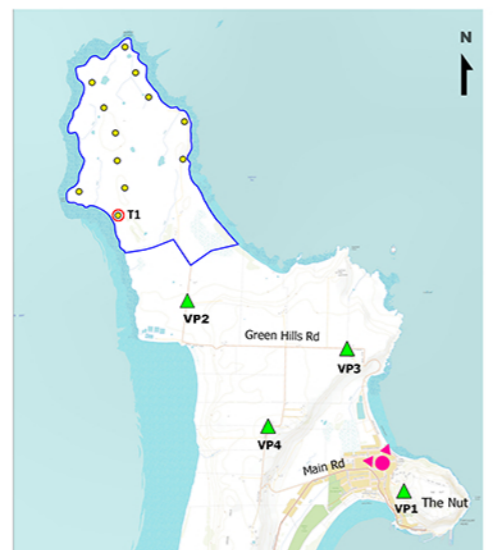 N
T1
VP2
Green Hills Rd
VP3
VP4
Main Rd
The Nut
VP1